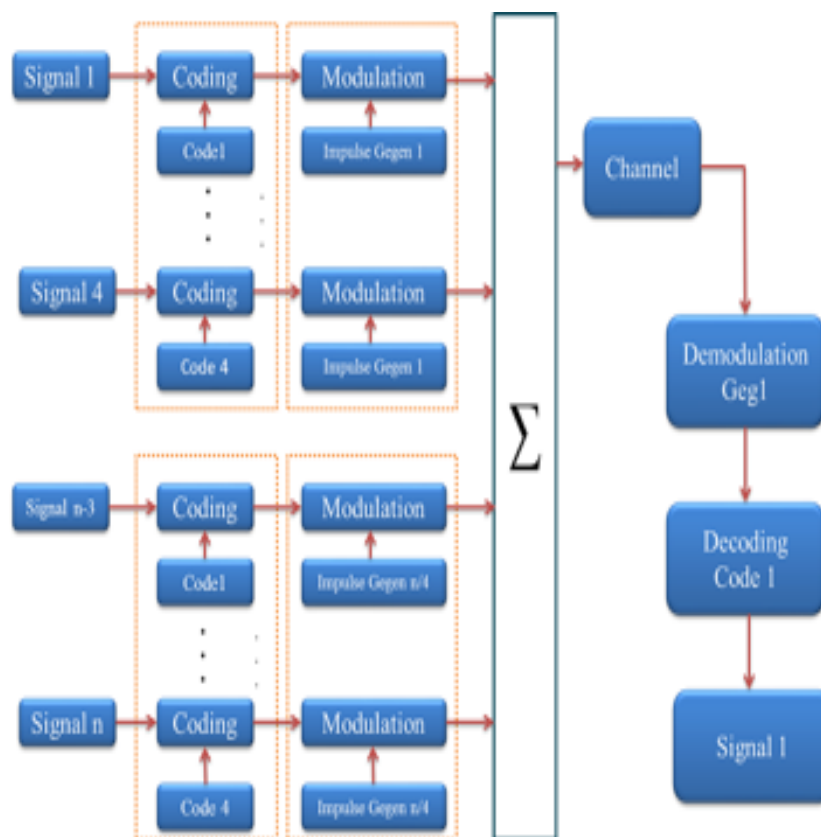 Signal 1
Coding
Modulation
Code1
Impulse Gegen 1
Signal 4
Coding
Modulation
Code 4
Impulse Gegen 1
Signal n-3
Coding
Modulation
Code1
Impulse Gegen n/4
Signal n
Coding
Modulation
Code 4
Impulse Gegen n/4
∑
Channel
Demodulation
Geg1
Decoding
Code 1
Signal 1